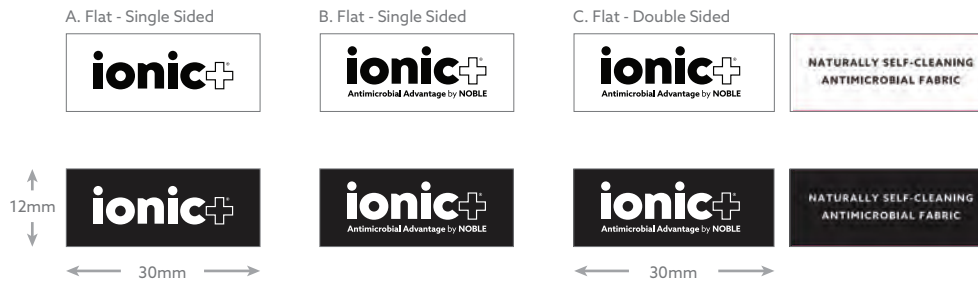 A. Flat - Single Sided
B. Flat - Single Sided
C. Flat - Double Sided
ionic+®
ionic+®
Antimicrobial Advantage by NOBLE
ionic+®
Antimicrobial Advantage by NOBLE
NATURALLY SELF-CLEANING
ANTIMICROBIAL FABRIC
12mm
ionic+®
ionic+®
Antimicrobial Advantage by NOBLE
ionic+®
Antimicrobial Advantage by NOBLE
NATURALLY SELF-CLEANING
ANTIMICROBIAL FABRIC
30mm
30mm